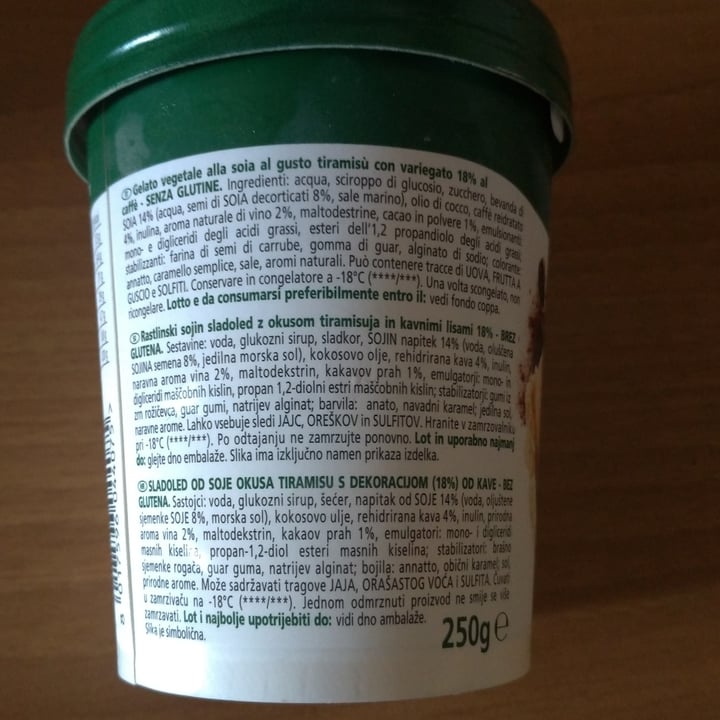 Gelato vegetale alla soia al gusto tiramisù con variegato 18% al
caffè - SENZA GLUTINE. Ingredienti: acqua, sciroppo di glucosio, zucchero, bevanda di
SOIA 14% (acqua, semi di SOIA decorticati 8%, sale marino), olio di cocco, caffè reidratato
4%, inulina, aroma naturale di vino 2%, maltodestrine, cacao in polvere 1%, emulsionanti:
mono- e digliceridi degli acidi grassi, esteri dell'1,2 propandiolo degli acidi grassi,
stabilizzanti: farina di semi di carrube, gomma di guar, alginato di sodio; colorante:
annatto, caramello semplice, sale, aromi naturali. Può contenere tracce di UOVA, FRUTTA A
GUSCIO e SOLFITI. Conservare in congelatore a -18°C (****/***). Una volta scongelato, non
ricongelare. Lotto e da consumarsi preferibilmente entro il: vedi fondo coppa.
Rastlinski sojin sladoled z okusom tiramisuja in kavnimi lisami 18% - BREZ
GLUTENA. Sestavine: voda, glukozni sirup, sladkor, SOJIN napitek 14% (voda, oluščena
SOJINA semena 8%, jedilna morska sol), kokosovo olje, rehidrirana kava 4%, inulin,
naravna aroma vina 2%, maltodekstrin, kakavov prah 1%, emulgatorji: mono- in
digliceridi maščobnih kislin, propan 1,2-diolni estri maščobnih kislin; stabilizatorji: gumi iz
zrn rožičevca, guar gumi, natrijev alginat; barvila: anato, navadni karamel; jedilna sol,
naravne arome. Lahko vsebuje sledi JAJC, OREŠKOV in SULFITOV. Hranite v zamrzovalniku
pri -18°C (****/***). Po odtajanju ne zamrzujte ponovno. Lot in uporabno najmanj
do: glejte dno embalaže. Slika ima izključno namen prikaza izdelka.
SLADOLED OD SOJE OKUSA TIRAMISU S DEKORACIJOM (18%) OD KAVE - BEZ
GLUTENA. Sastojci: voda, glukozni sirup, šećer, napitak od SOJE 14% (voda, oljuštene
sjemenke SOJE 8%, morska sol), kokosovo ulje, rehidrirana kava 4%, inulin, prirodna
aroma vina 2%, maltodekstrin, kakaov prah 1%, emulgatori: mono- i digliceridi
masnih kiselina, propan-1,2-diol esteri masnih kiselina; stabilizatori: brašno
sjemenke rogača, guar guma, natrijev alginat; bojila: annatto, obični karamel, sol,
prirodne arome. Može sadržavati tragove JAJA, ORAŠASTOG VOĆA i SULFITA. Čuvati
u zamrzivaču na -18°C (****/***). Jednom odmrznuti proizvod ne smije se više
zamrzavati. Lot i najbolje upotrijebiti do: vidi dno ambalaže.
Slika je simbolična.
250g e